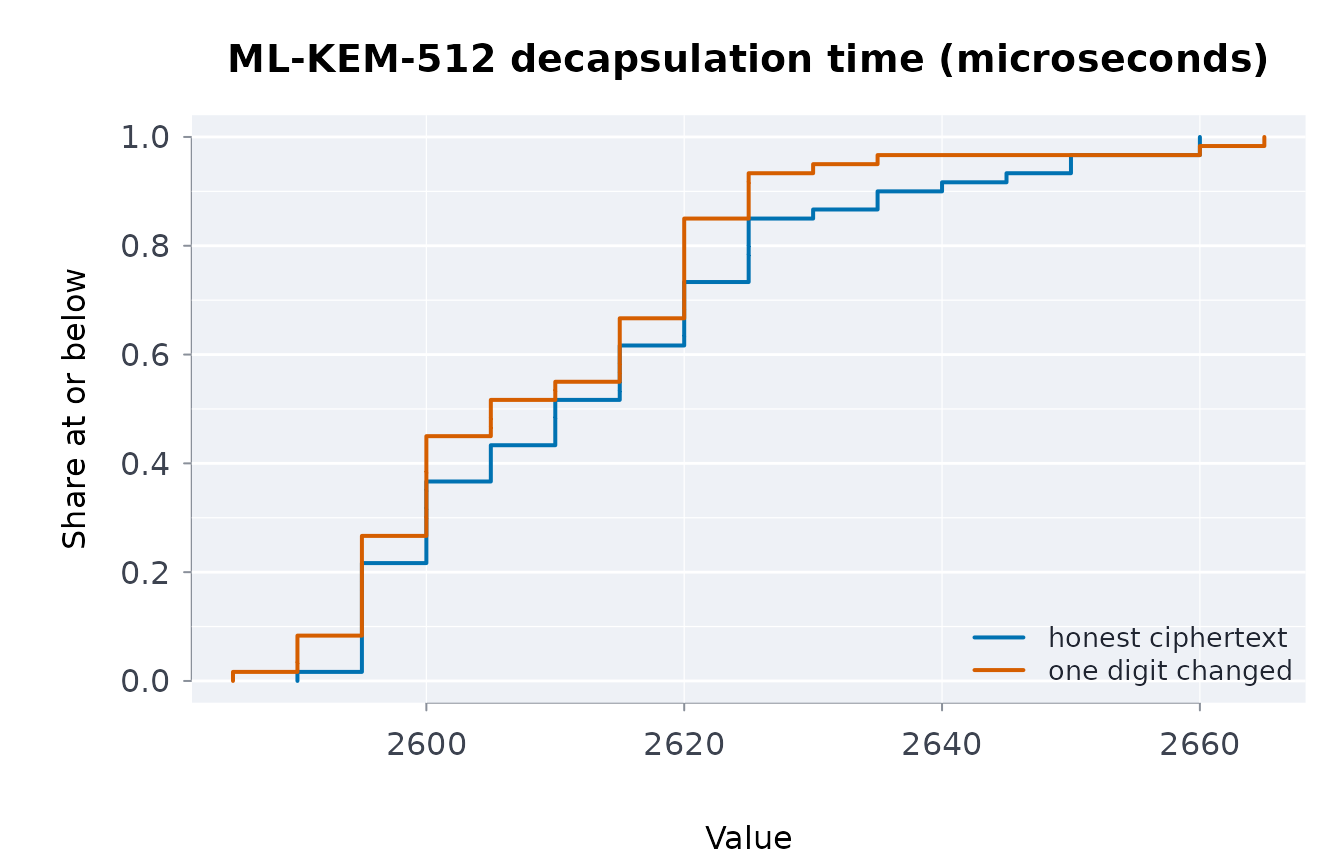 ML-KEM-512 decapsulation time (microseconds)
1.0
0.8
0.6
0.4
0.2
0.0
Share at or below
honest ciphertext
one digit changed
2600 2620 2640 2660
Value